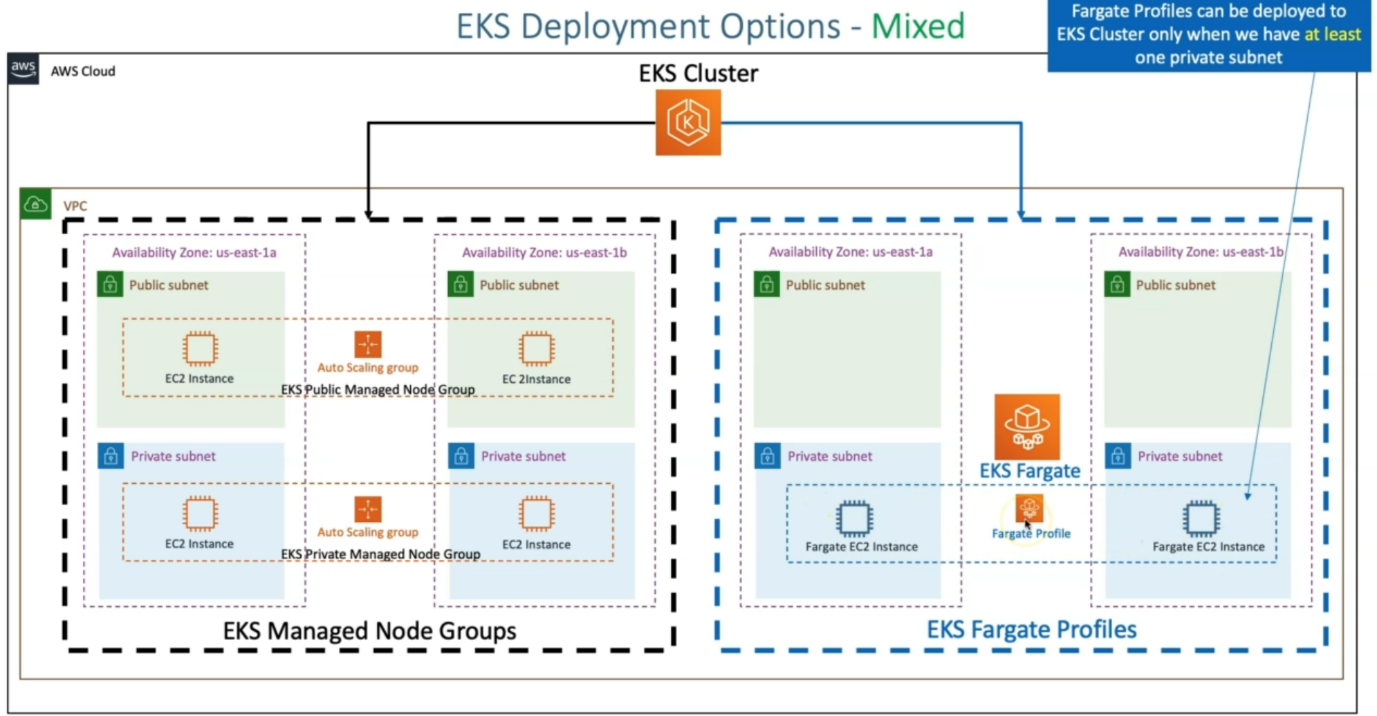 EKS Deployment Options - Mixed
Fargate Profiles can be deployed to
EKS Cluster only when we have at least
one private subnet
aws
AWS Cloud
EKS Cluster
K
VPC
Availability Zone: us-east-1a
Availability Zone: us-east-1b
Public subnet
Public subnet
EC2 Instance
Auto Scaling group
EC 2Instance
EKS Public Managed Node Group
Private subnet
Private subnet
EC2 Instance
Auto Scaling group
EC2 Instance
EKS Private Managed Node Group
EKS Managed Node Groups
Availability Zone: us-east-1a
Availability Zone: us-east-1b
Public subnet
Public subnet
Private subnet
Private subnet
EKS Fargate
Fargate EC2 Instance
Fargate Profile
Fargate EC2 Instance
EKS Fargate Profiles